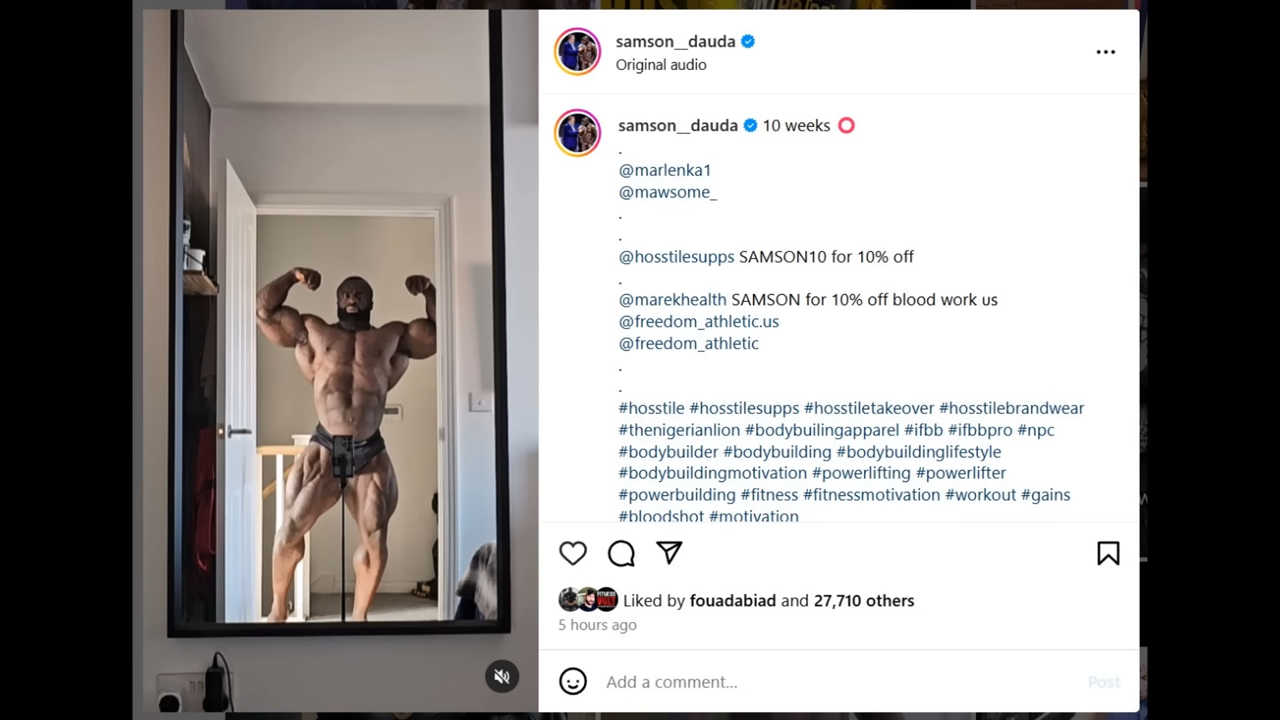 samson__dauda
Original audio
samson__dauda 10 weeks ⭕
.
@marlenka1
@mawsome_
.
.
@hosstilesupps SAMSON10 for 10% off
.
@marekhealth SAMSON for 10% off blood work us
@freedom_athletic.us
@freedom_athletic
.
.
#hosstile #hosstilesupps #hosstiletakeover #hosstilebrandwear
#thenigerianlion #bodybuilingapparel #ifbb #ifbbpro #npc
#bodybuilder #bodybuilding #bodybuildinglifestyle
#bodybuildingmotivation #powerlifting #powerlifter
#powerbuilding #fitness #fitnessmotivation #workout #gains
#bloodshot #motivation
Liked by fouadabiad and 27,710 others
5 hours ago
Add a comment...
Post